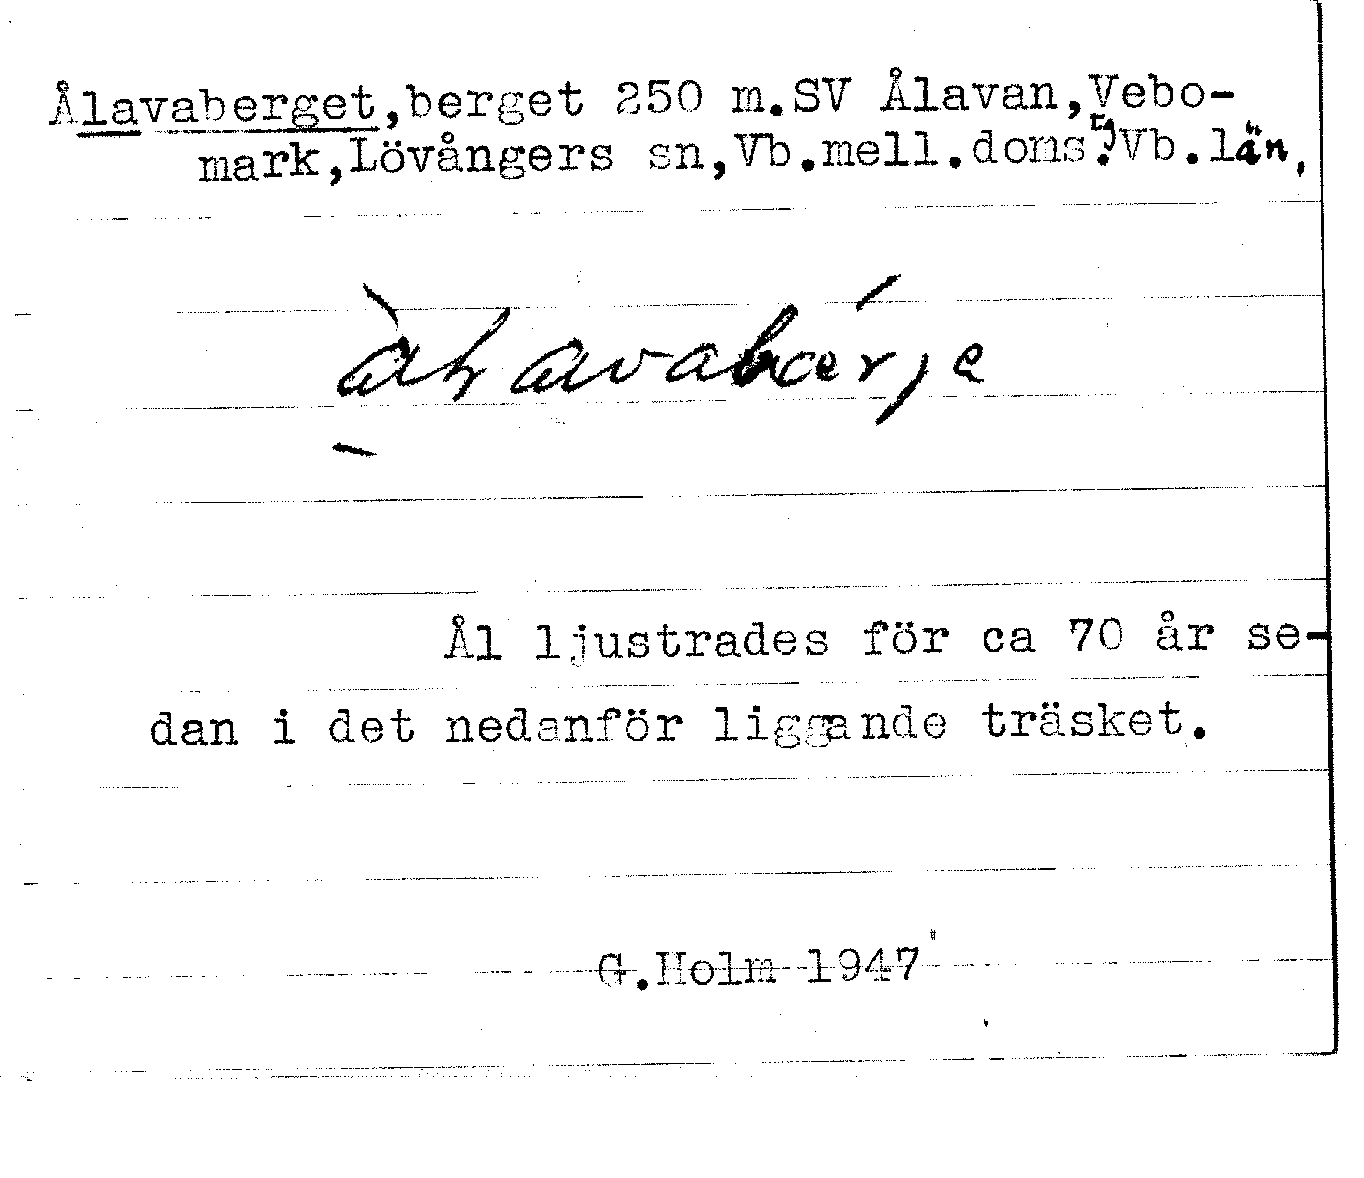 Ålavaberget,berget 250 m.SV Ålavan,Vebo-
mark,Lövångers sn,Vb.mell.doms.,Vb.län,
Ål ljustrades för ca 70 år se-
dan i det nedanför liggande träsket.
G.Holm 1947